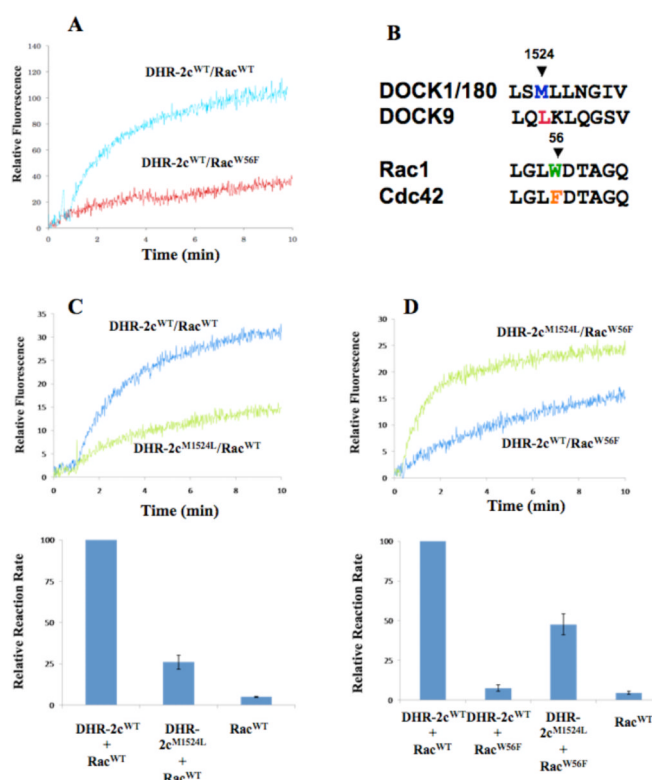 A
Relative Fluorescence
140
120
100
80
60
40
20
0
DHR-2cWT/RacWT
DHR-2cWT/RacW56F
0 2 4 6 8 10
Time (min)
B
1524
DOCK1/180 LSMLLNGIV
DOCK9 LQLKLQGSV
56
Rac1 LGLWDTAGQ
Cdc42 LGLFDTAGQ
C
Relative Fluorescence
35
30
25
20
15
10
5
0
DHR-2cWT/RacWT
DHR-2cM1524L/RacWT
0 2 4 6 8 10
Time (min)
D
Relative Fluorescence
30
25
20
15
10
5
0
DHR-2cM1524L/RacW56F
DHR-2cWT/RacW56F
0 2 4 6 8 10
Time (min)
Relative Reaction Rate
100
75
50
25
0
DHR-2cWT
+
RacWT
DHR-
2cM1524L
+
RacWT
RacWT
Relative Reaction Rate
100
75
50
25
0
DHR-2cWT
+
RacWT
DHR-2cWT
+
RacW56F
DHR-
2cM1524L
+
RacW56F
RacWT